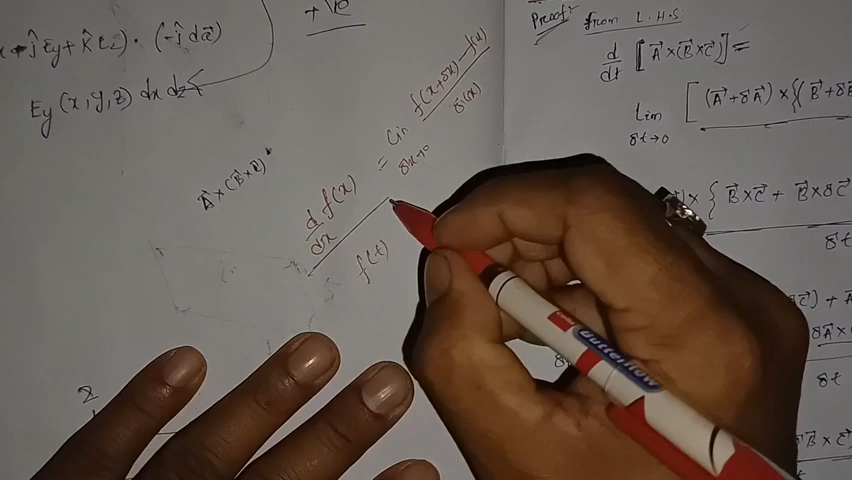 + ve
+ ĵ Ey + k̂ Ez) · (-ĵ da⃗)
Ey (x, y, z) dx dz
A⃗ × (B⃗ × C⃗)
d/dx f(x) = Lim δx→0 f(x+δx) - f(x) / δ(x)
f(t)
Proof:- from L.H.S
d/dt [A⃗ × (B⃗ × C⃗)] =
Lim δt→0 [(A⃗ + δA⃗) × {(B⃗ + δB
) × {B⃗ × C⃗ + B⃗ × δC
δt
) + A
δA
δt
B⃗ × C
butterflow